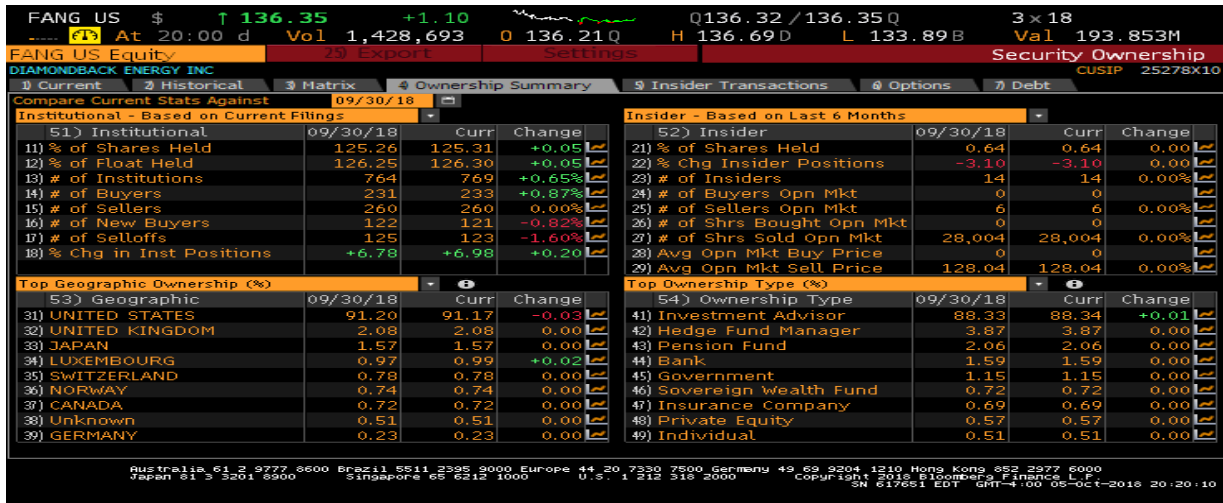 FANG US $ ↑ 136.35 +1.10 Q136.32 / 136.35Q 3 × 18
At 20:00 d Vol 1,428,693 O 136.21Q H 136.69D L 133.89B Val 193.853M
FANG US Equity 25) Export Settings Security Ownership
DIAMONDBACK ENERGY INC CUSIP 25278X10
1) Current 2) Historical 3) Matrix 4) Ownership Summary 5) Insider Transactions 6) Options 7) Debt
Compare Current Stats Against 09/30/18
Institutional - Based on Current Filings
51) Institutional 09/30/18 Curr Change
11) % of Shares Held 125.26 125.31 +0.05
12) % of Float Held 126.25 126.30 +0.05
13) # of Institutions 764 769 +0.65%
14) # of Buyers 231 233 +0.87%
15) # of Sellers 260 260 0.00%
16) # of New Buyers 122 121 -0.82%
17) # of Selloffs 125 123 -1.60%
18) % Chg in Inst Positions +6.78 +6.98 +0.20
Insider - Based on Last 6 Months
52) Insider 09/30/18 Curr Change
21) % of Shares Held 0.64 0.64 0.00
22) % Chg Insider Positions -3.10 -3.10 0.00
23) # of Insiders 14 14 0.00%
24) # of Buyers Opn Mkt 0 0
25) # of Sellers Opn Mkt 6 6 0.00%
26) # of Shrs Bought Opn Mkt 0 0
27) # of Shrs Sold Opn Mkt 28,004 28,004 0.00%
28) Avg Opn Mkt Buy Price 0 0
29) Avg Opn Mkt Sell Price 128.04 128.04 0.00%
Top Geographic Ownership (%)
53) Geographic 09/30/18 Curr Change
31) UNITED STATES 91.20 91.17 -0.03
32) UNITED KINGDOM 2.08 2.08 0.00
33) JAPAN 1.57 1.57 0.00
34) LUXEMBOURG 0.97 0.99 +0.02
35) SWITZERLAND 0.78 0.78 0.00
36) NORWAY 0.74 0.74 0.00
37) CANADA 0.72 0.72 0.00
38) Unknown 0.51 0.51 0.00
39) GERMANY 0.23 0.23 0.00
Top Ownership Type (%)
54) Ownership Type 09/30/18 Curr Change
41) Investment Advisor 88.33 88.34 +0.01
42) Hedge Fund Manager 3.87 3.87 0.00
43) Pension Fund 2.06 2.06 0.00
44) Bank 1.59 1.59 0.00
45) Government 1.15 1.15 0.00
46) Sovereign Wealth Fund 0.72 0.72 0.00
47) Insurance Company 0.69 0.69 0.00
48) Private Equity 0.57 0.57 0.00
49) Individual 0.51 0.51 0.00
Australia 61 2 9777 8600 Brazil 5511 2395 9000 Europe 44 20 7330 7500 Germany 49 69 9204 1210 Hong Kong 852 2977 6000
Japan 81 3 3201 8900 Singapore 65 6212 1000 U.S. 1 212 318 2000 Copyright 2018 Bloomberg Finance L.P.
SN 617651 EDT GMT-4:00 05-Oct-2018 20:20:10